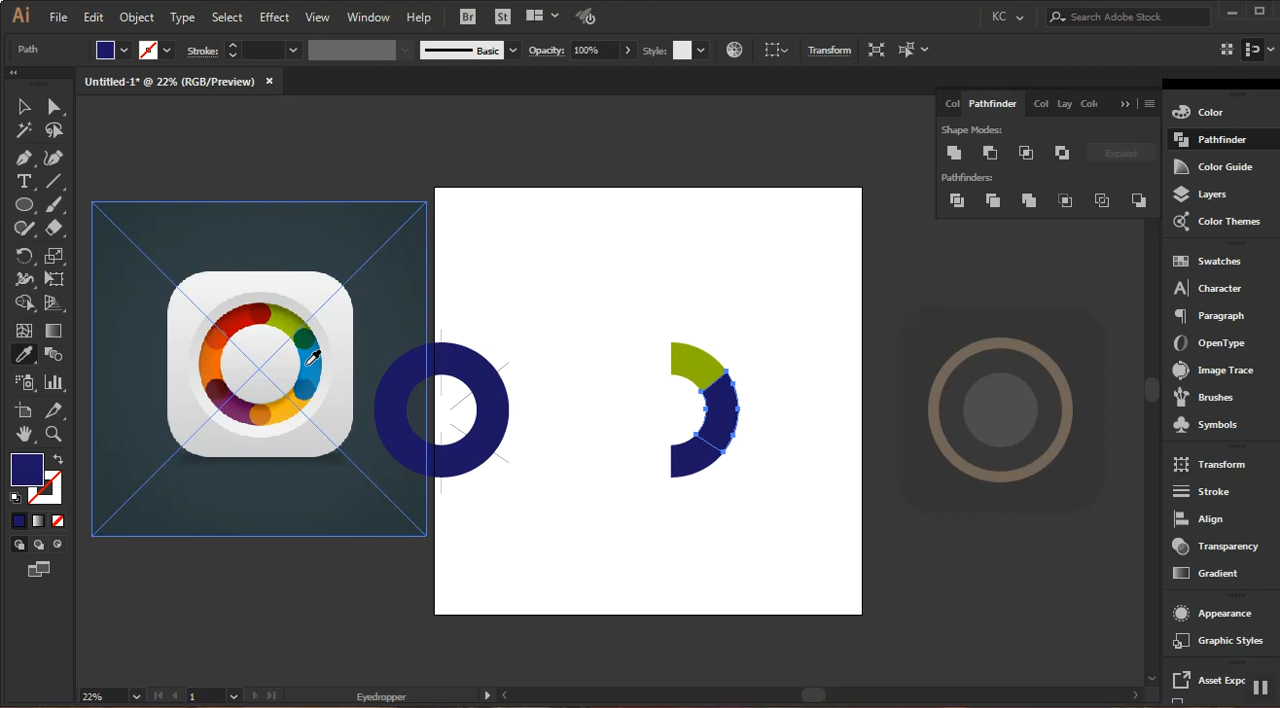 Ai File Edit Object Type Select Effect View Window Help Br St KC Search Adobe Stock
Path Stroke: Basic Opacity: 100% Style: Transform
Untitled-1* @ 22% (RGB/Preview)
Col Pathfinder Col Lay Colo
Shape Modes:
Expand
Pathfinders:
Color
Pathfinder
Color Guide
Layers
Color Themes
Swatches
Character
Paragraph
OpenType
Image Trace
Brushes
Symbols
Transform
Stroke
Align
Transparency
Gradient
Appearance
Graphic Styles
Asset Expo
22% 1 Eyedropper